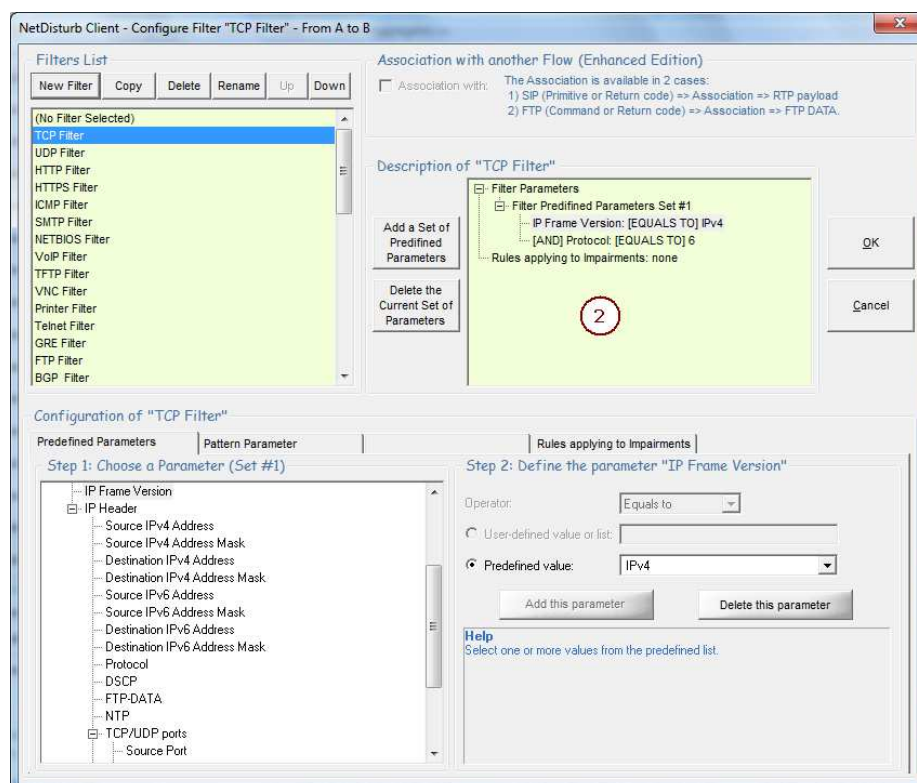 NetDisturb Client - Configure Filter "TCP Filter" - From A to B
Filters List
New Filter
Copy
Delete
Rename
Up
Down
(No Filter Selected)
TCP Filter
UDP Filter
HTTP Filter
HTTPS Filter
ICMP Filter
SMTP Filter
NETBIOS Filter
VoIP Filter
TFTP Filter
VNC Filter
Printer Filter
Telnet Filter
GRE Filter
FTP Filter
BGP Filter
Association with another Flow (Enhanced Edition)
Association with:
The Association is available in 2 cases:
1) SIP (Primitive or Return code) => Association => RTP payload
2) FTP (Command or Return code) => Association => FTP DATA.
Description of "TCP Filter"
Add a Set of
Predifined
Parameters
Delete the
Current Set of
Parameters
Filter Parameters
Filter Predifined Parameters Set #1
IP Frame Version: [EQUALS TO] IPv4
[AND] Protocol: [EQUALS TO] 6
Rules applying to Impairments: none
2
OK
Cancel
Configuration of "TCP Filter"
Predefined Parameters
Pattern Parameter
Rules applying to Impairments
Step 1: Choose a Parameter (Set #1)
IP Frame Version
IP Header
Source IPv4 Address
Source IPv4 Address Mask
Destination IPv4 Address
Destination IPv4 Address Mask
Source IPv6 Address
Source IPv6 Address Mask
Destination IPv6 Address
Destination IPv6 Address Mask
Protocol
DSCP
FTP-DATA
NTP
TCP/UDP ports
Source Port
Step 2: Define the parameter "IP Frame Version"
Operator:
Equals to
User-defined value or list:
Predefined value:
IPv4
Add this parameter
Delete this parameter
Help
Select one or more values from the predefined list.